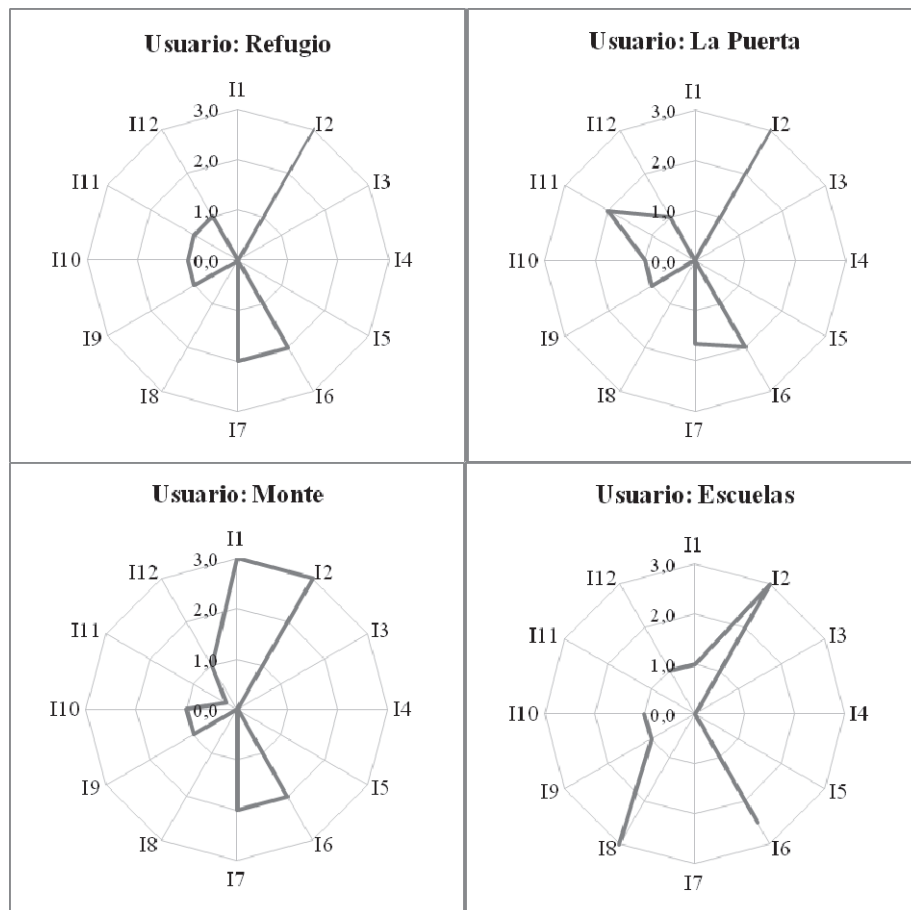 Usuario: Refugio
I1
3,0
I12
I2
2,0
I11
I3
1,0
I10
0,0
I4
I9
I5
I8
I6
I7
Usuario: La Puerta
I1
3,0
I12
I2
2,0
I11
I3
1,0
I10
0,0
I4
I9
I5
I8
I6
I7
Usuario: Monte
I1
3,0
I12
I2
2,0
I11
I3
1,0
I10
0,0
I4
I9
I5
I8
I6
I7
Usuario: Escuelas
I1
3,0
I12
I2
2,0
I11
I3
1,0
I10
0,0
I4
I9
I5
I8
I6
I7